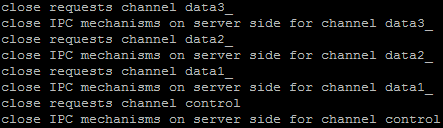 close requests channel data3_
close IPC mechanisms on server side for channel data3_
close requests channel data2_
close IPC mechanisms on server side for channel data2_
close requests channel data1_
close IPC mechanisms on server side for channel data1_
close requests channel control
close IPC mechanisms on server side for channel control